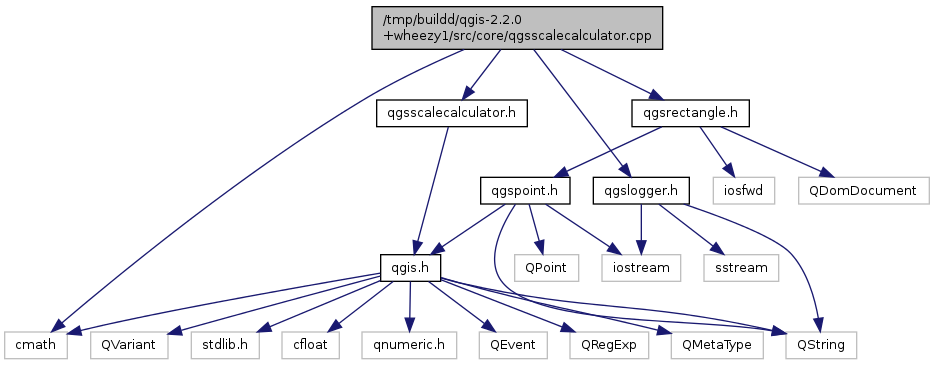 /tmp/buildd/qgis-2.2.0
+wheezy1/src/core/qgsscalecalculator.cpp
qgsscalecalculator.h
qgsrectangle.h
qgspoint.h
qgslogger.h
iosfwd
QDomDocument
qgis.h
QPoint
iostream
sstream
cmath
QVariant
stdlib.h
cfloat
qnumeric.h
QEvent
QRegExp
QMetaType
QString